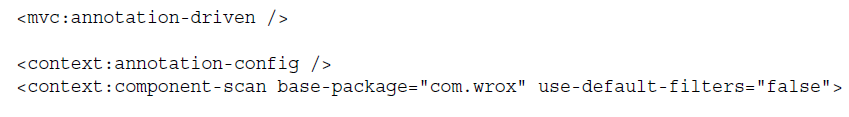 <mvc:annotation-driven />
<context:annotation-config />
<context:component-scan base-package="com.wrox" use-default-filters="false">